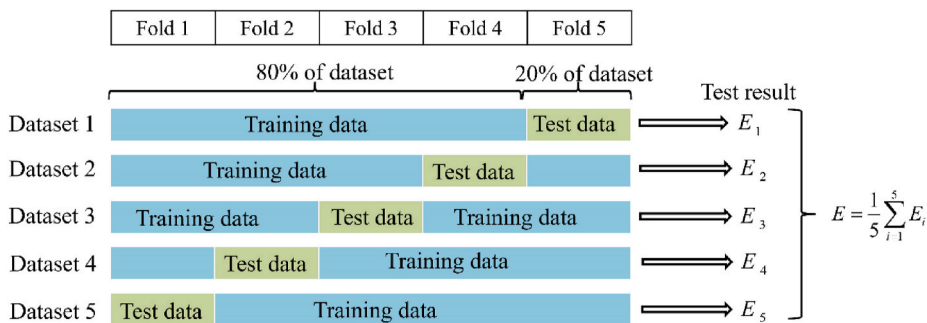 Fold 1 Fold 2 Fold 3 Fold 4 Fold 5
80% of dataset 20% of dataset
Test result
Dataset 1 Training data Test data E₁
Dataset 2 Training data Test data E₂
Dataset 3 Training data Test data Training data E₃
E = 1/5 ∑_{i=1}^{5} E_i
Dataset 4 Test data Training data E₄
Dataset 5 Test data Training data E₅